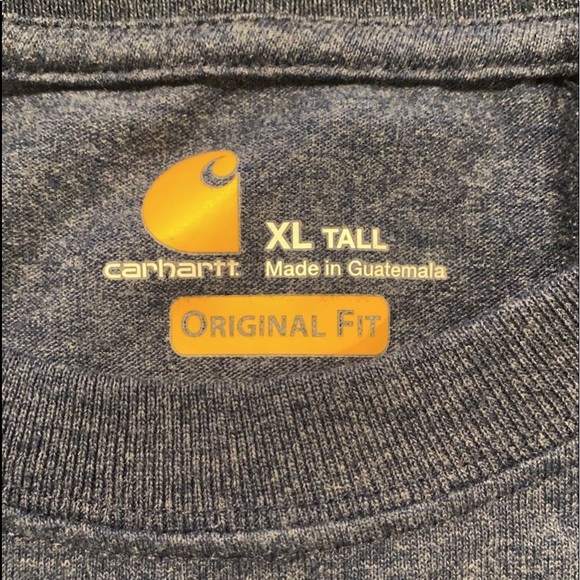 carhartt
XL TALL
Made in Guatemala
ORIGINAL FIT